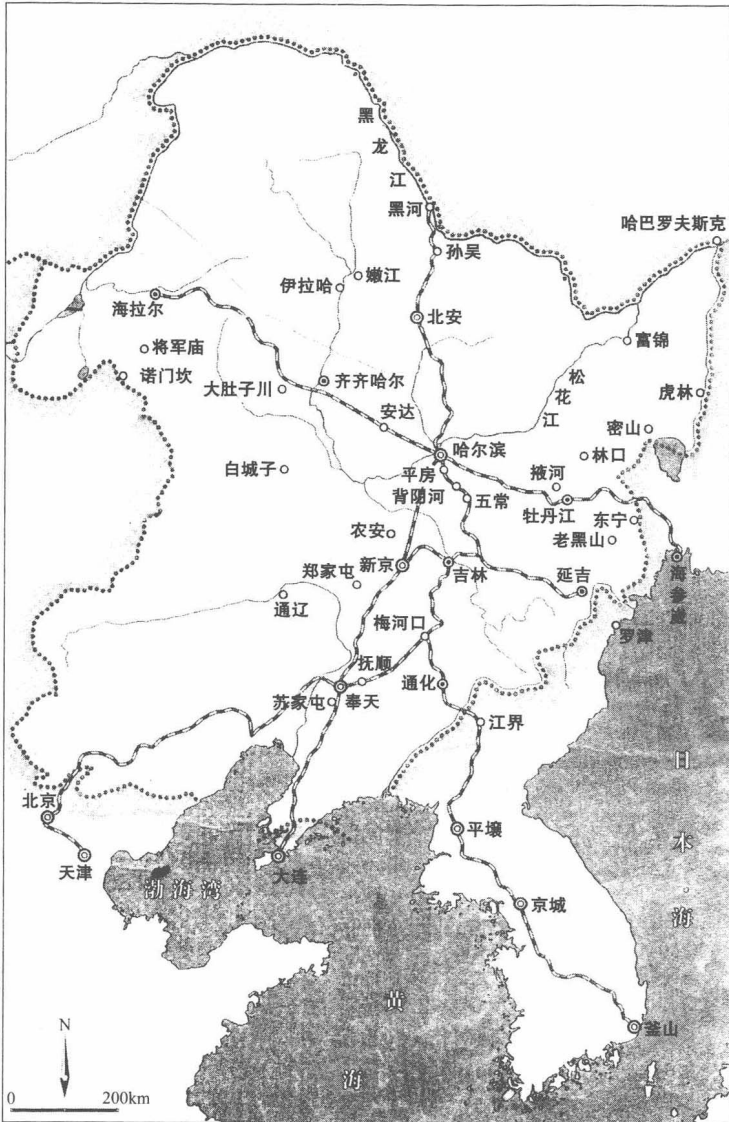 黑龙江
黑河
哈巴罗夫斯克
孙吴
嫩江
伊拉哈
海拉尔
北安
富锦
将军庙
诺门坎
齐齐哈尔
大肚子川
松花江
虎林
安达
密山
哈尔滨
林口
白城子
平房
掖河
背阴河
五常
牡丹江
东宁
农安
老黑山
新京
吉林
延吉
海参崴
郑家屯
通辽
罗津
梅河口
抚顺
通化
苏家屯
奉天
江界
日本海
北京
平壤
天津
大连
渤海湾
京城
黄海
釜山
N
0
200km